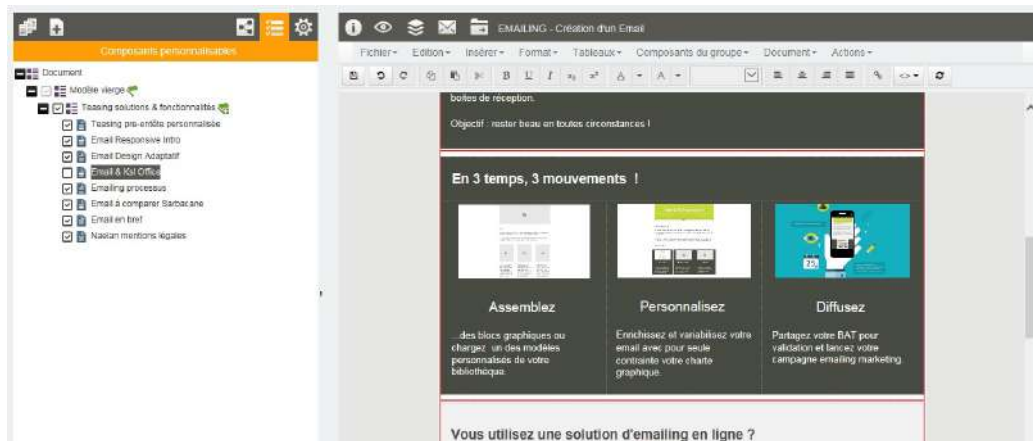 EMAILING - Création d'un Email
Composants personnalisables
Fichier
Edition
Insérer
Format
Tableaux
Composants du groupe
Document
Actions
B U I x₂ x² A A
Document
Modèle vierge
Teasing solutions & fonctionnalités
Teasing pre-entête personnalisée
Email Responsive Intro
Email Design Adaptatif
Email & Ksl Office
Emailing processus
Email à comparer Sarbacane
Email en bref
Naelan mentions légales
boites de réception.
Objectif : rester beau en toutes circonstances !
En 3 temps, 3 mouvements !
Assemblez
...des blocs graphiques ou
chargez un des modèles
personnalisés de votre
bibliothèque.
Personnalisez
Enrichissez et variabilisez votre
email avec pour seule
contrainte votre charte
graphique.
Diffusez
Partagez votre BAT pour
validation et lancez votre
campagne emailing marketing.
Vous utilisez une solution d'emailing en ligne ?